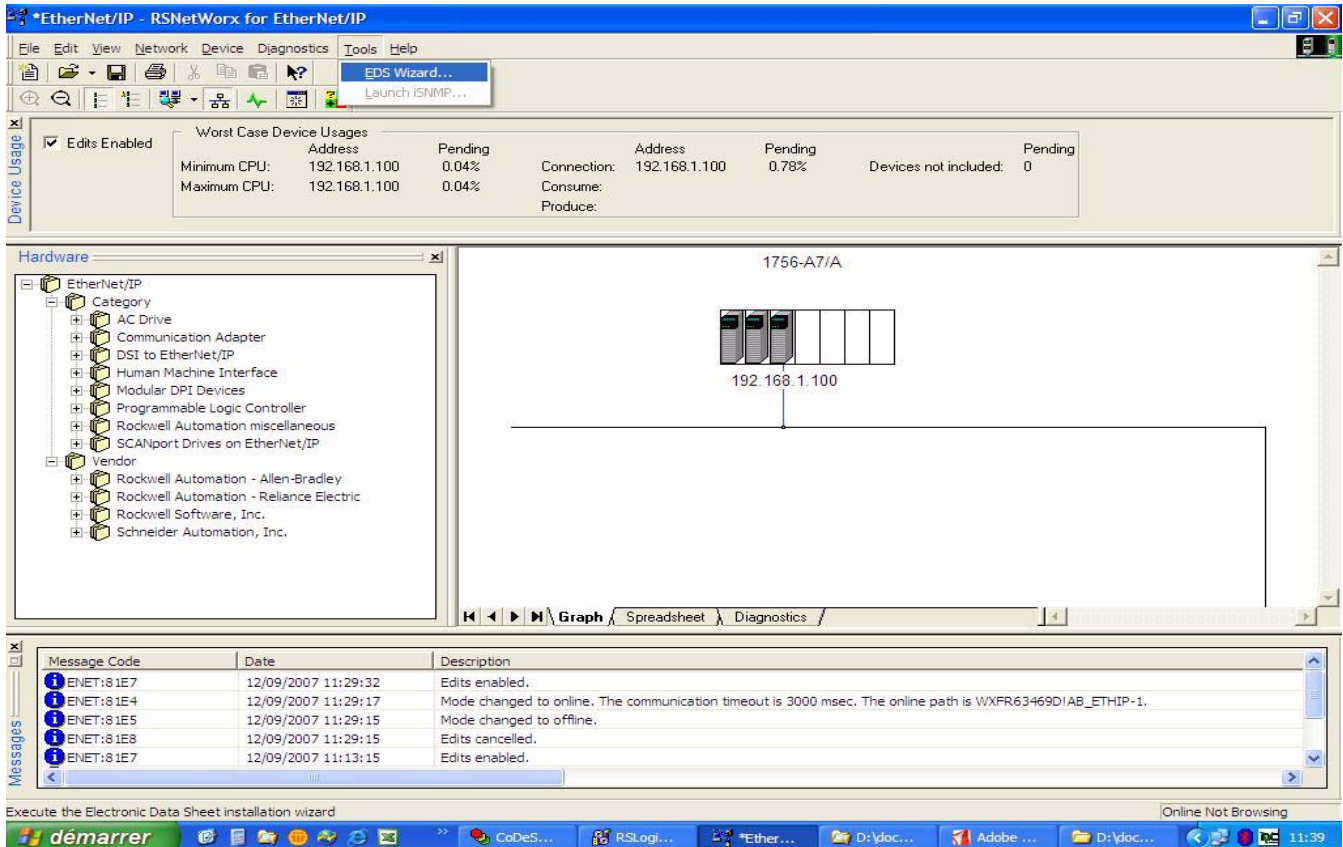 *EtherNet/IP - RSNetWorx for EtherNet/IP
File Edit View Network Device Diagnostics Tools Help
EDS Wizard...
Launch iSNMP...
Device Usage
Edits Enabled
Worst Case Device Usages
Address Pending Address Pending Pending
Minimum CPU: 192.168.1.100 0.04% Connection: 192.168.1.100 0.78% Devices not included: 0
Maximum CPU: 192.168.1.100 0.04% Consume:
Produce:
Hardware
EtherNet/IP
Category
AC Drive
Communication Adapter
DSI to EtherNet/IP
Human Machine Interface
Modular DPI Devices
Programmable Logic Controller
Rockwell Automation miscellaneous
SCANport Drives on EtherNet/IP
Vendor
Rockwell Automation - Allen-Bradley
Rockwell Automation - Reliance Electric
Rockwell Software, Inc.
Schneider Automation, Inc.
1756-A7/A
192.168.1.100
Graph Spreadsheet Diagnostics
Messages
Message Code Date Description
ENET:81E7 12/09/2007 11:29:32 Edits enabled.
ENET:81E4 12/09/2007 11:29:17 Mode changed to online. The communication timeout is 3000 msec. The online path is WXFR63469D!AB_ETHIP-1.
ENET:81E5 12/09/2007 11:29:15 Mode changed to offline.
ENET:81E8 12/09/2007 11:29:15 Edits cancelled.
ENET:81E7 12/09/2007 11:13:15 Edits enabled.
Execute the Electronic Data Sheet installation wizard Online Not Browsing
démarrer CoDeS... RSLogi... *Ether... D:\doc... Adobe ... D:\doc... 11:39